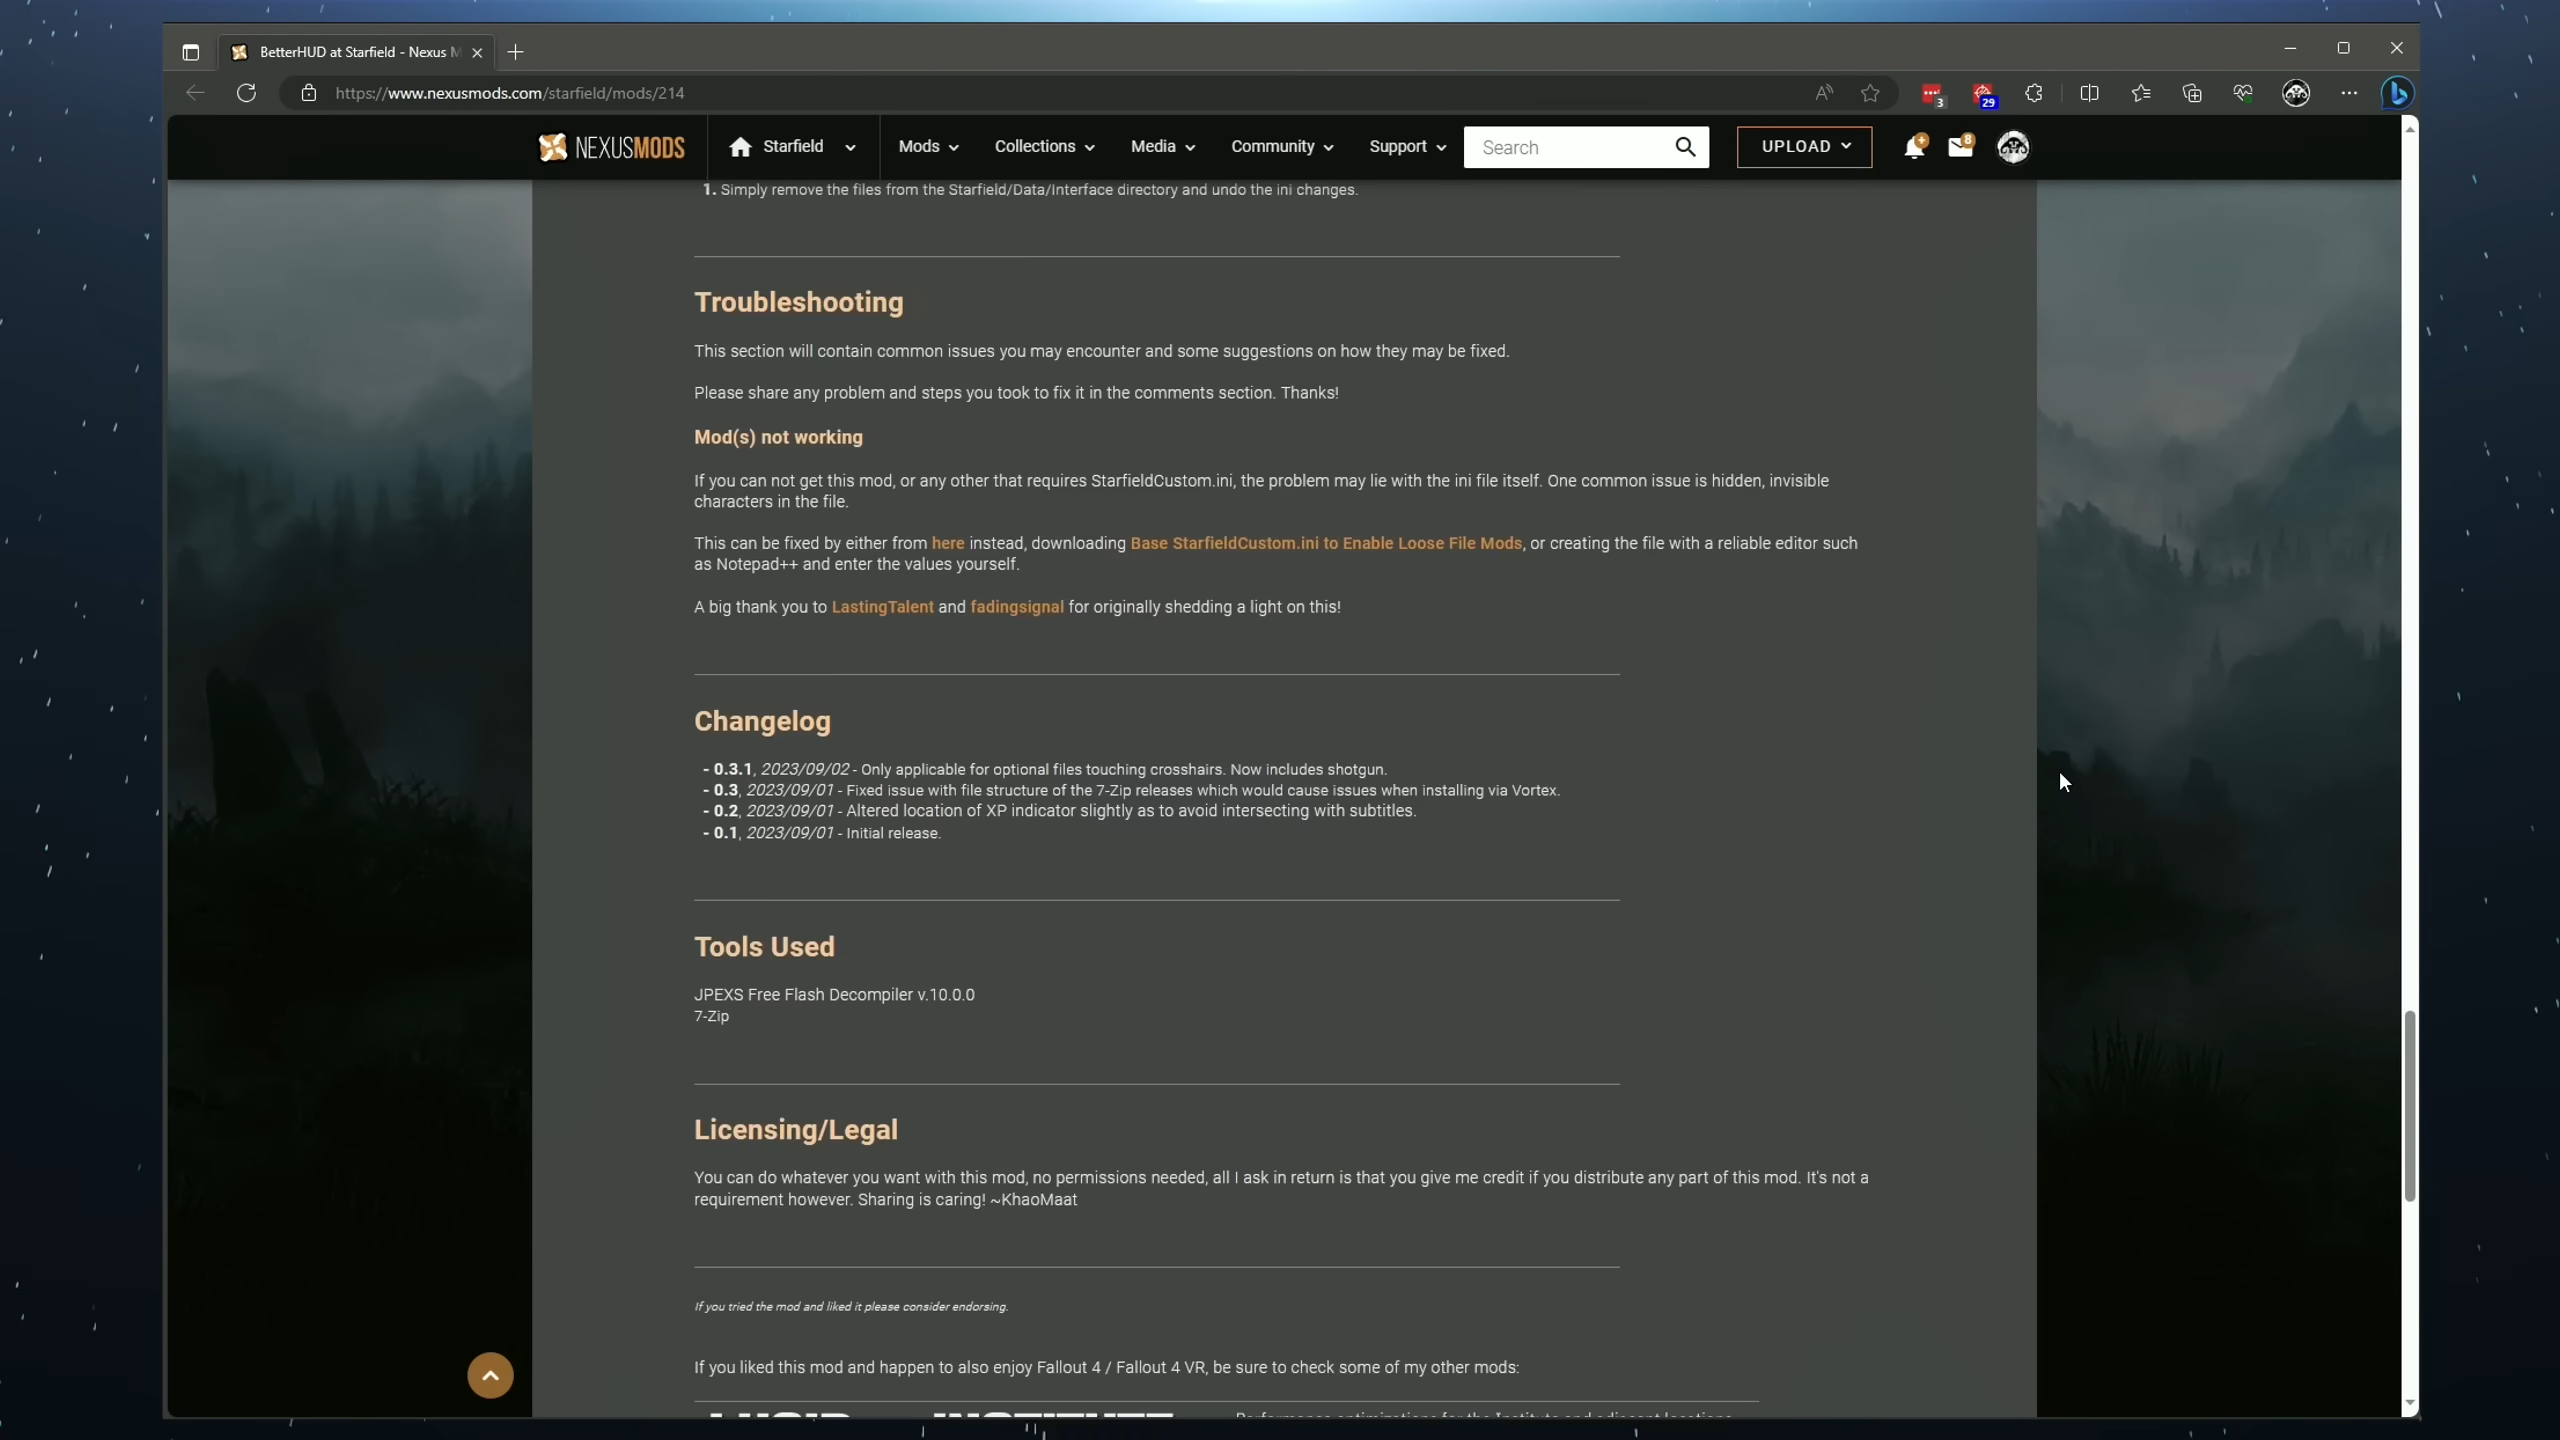 BetterHUD at Starfield - Nexus M
https://www.nexusmods.com/starfield/mods/214
3
29
NEXUSMODS
Starfield
Mods
Collections
Media
Community
Support
Search
UPLOAD
8
1. Simply remove the files from the Starfield/Data/Interface directory and undo the ini changes.
Troubleshooting
This section will contain common issues you may encounter and some suggestions on how they may be fixed.
Please share any problem and steps you took to fix it in the comments section. Thanks!
Mod(s) not working
If you can not get this mod, or any other that requires StarfieldCustom.ini, the problem may lie with the ini file itself. One common issue is hidden, invisible
characters in the file.
This can be fixed by either from here instead, downloading Base StarfieldCustom.ini to Enable Loose File Mods, or creating the file with a reliable editor such
as Notepad++ and enter the values yourself.
A big thank you to LastingTalent and fadingsignal for originally shedding a light on this!
Changelog
- 0.3.1, 2023/09/02 - Only applicable for optional files touching crosshairs. Now includes shotgun.
- 0.3, 2023/09/01 - Fixed issue with file structure of the 7-Zip releases which would cause issues when installing via Vortex.
- 0.2, 2023/09/01 - Altered location of XP indicator slightly as to avoid intersecting with subtitles.
- 0.1, 2023/09/01 - Initial release.
Tools Used
JPEXS Free Flash Decompiler v.10.0.0
7-Zip
Licensing/Legal
You can do whatever you want with this mod, no permissions needed, all I ask in return is that you give me credit if you distribute any part of this mod. It's not a
requirement however. Sharing is caring! ~KhaoMaat
If you tried the mod and liked it please consider endorsing.
If you liked this mod and happen to also enjoy Fallout 4 / Fallout 4 VR, be sure to check some of my other mods:
Performance optimizations for the Institute and adjacent locations